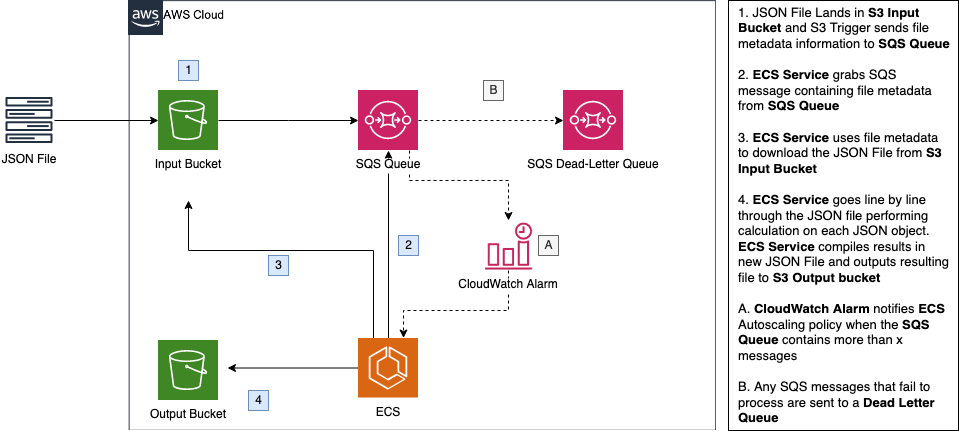 aws
AWS Cloud
1
B
JSON File
Input Bucket
SQS Queue
SQS Dead-Letter Queue
2
A
3
CloudWatch Alarm
4
Output Bucket
ECS
1. JSON File Lands in S3 Input
Bucket and S3 Trigger sends file
metadata information to SQS Queue
2. ECS Service grabs SQS
message containing file metadata
from SQS Queue
3. ECS Service uses file metadata
to download the JSON File from S3
Input Bucket
4. ECS Service goes line by line
through the JSON file performing
calculation on each JSON object.
ECS Service compiles results in
new JSON File and outputs resulting
file to S3 Output bucket
A. CloudWatch Alarm notifies ECS
Autoscaling policy when the SQS
Queue contains more than x
messages
B. Any SQS messages that fail to
process are sent to a Dead Letter
Queue